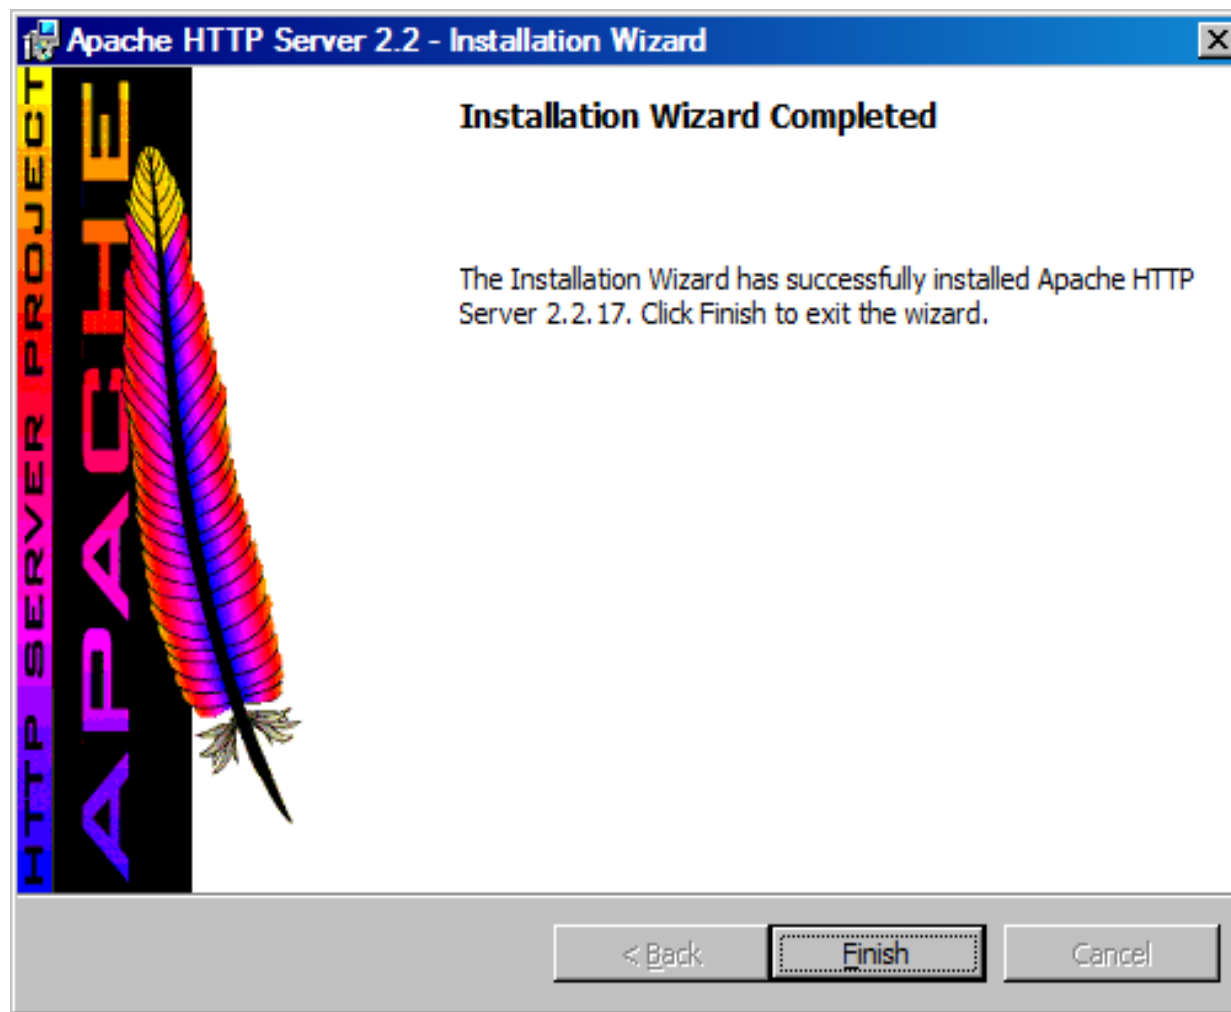 Apache HTTP Server 2.2 - Installation Wizard
HTTP SERVER PROJECT
APACHE
Installation Wizard Completed
The Installation Wizard has successfully installed Apache HTTP
Server 2.2.17. Click Finish to exit the wizard.
< Back
Finish
Cancel